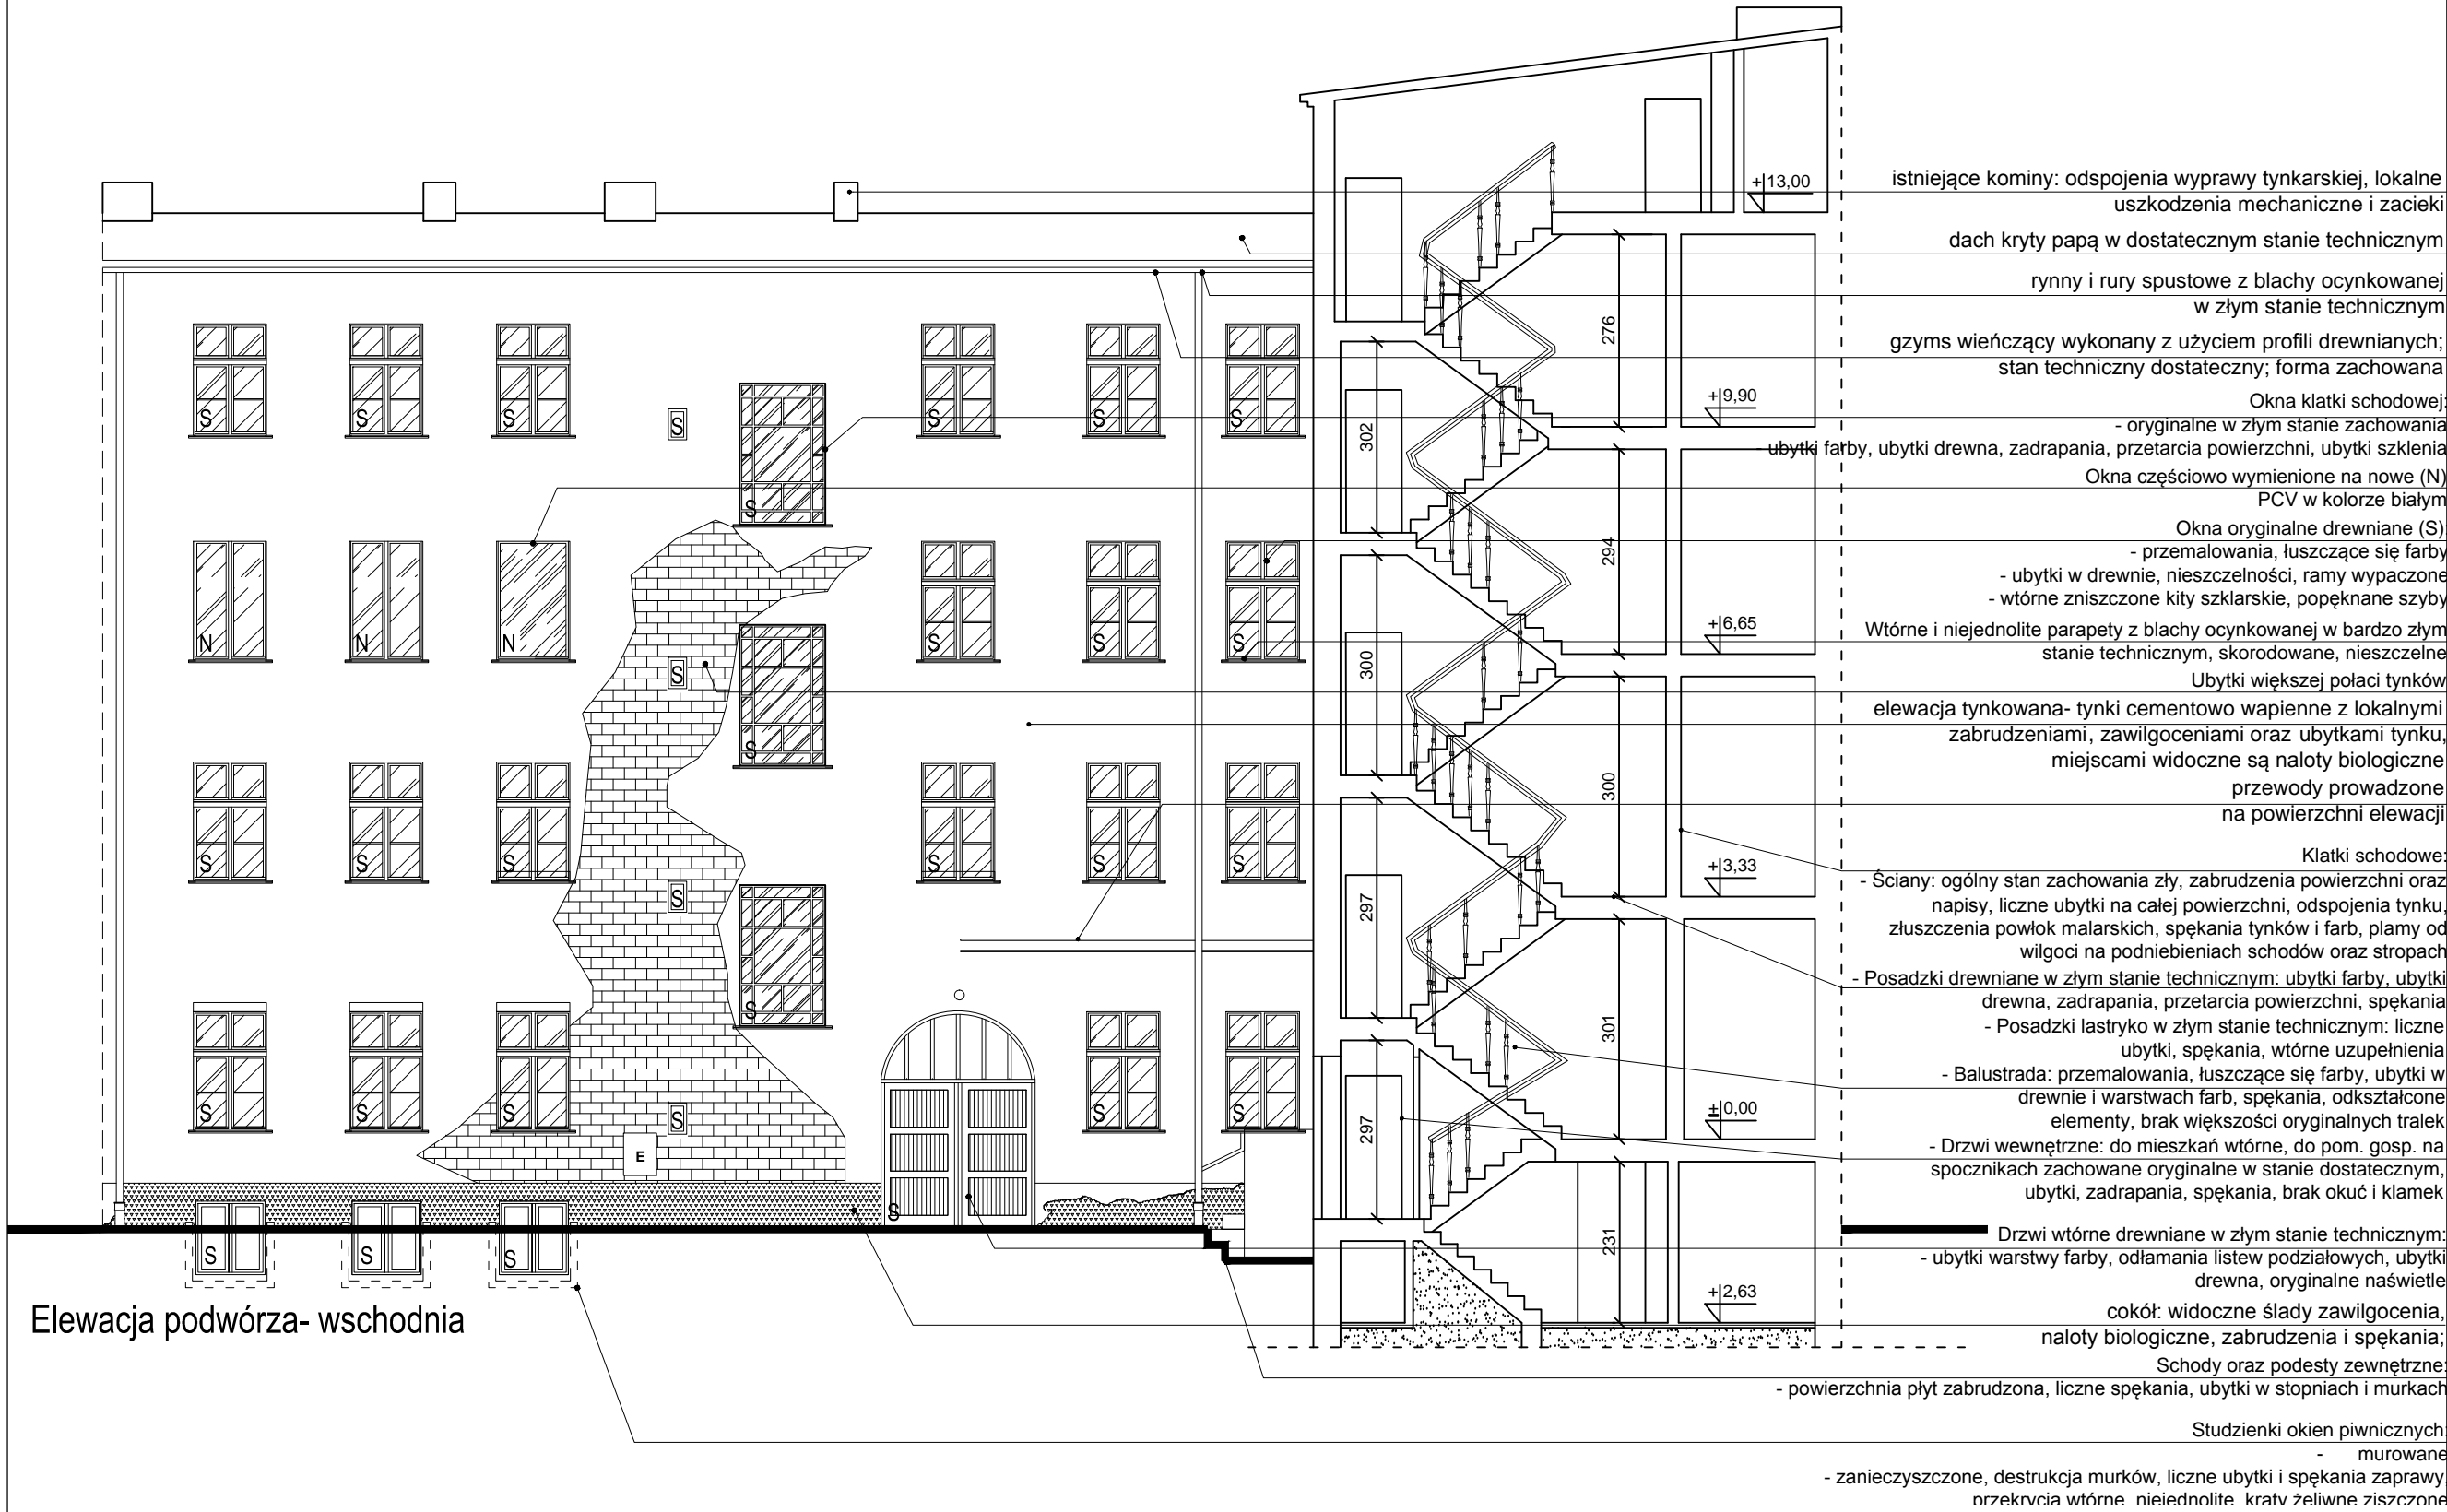 istniejące kominy: odspojenia wyprawy tynkarskiej, lokalne
uszkodzenia mechaniczne i zacieki
dach kryty papą w dostatecznym stanie technicznym
rynny i rury spustowe z blachy ocynkowanej
w złym stanie technicznym
gzyms wieńczący wykonany z użyciem profili drewnianych;
stan techniczny dostateczny; forma zachowana
Okna klatki schodowej:
- oryginalne w złym stanie zachowania
- ubytki farby, ubytki drewna, zadrapania, przetarcia powierzchni, ubytki szklenia
Okna częściowo wymienione na nowe (N)
PCV w kolorze białym
Okna oryginalne drewniane (S)
- przemalowania, łuszczące się farby
- ubytki w drewnie, nieszczelności, ramy wypaczone
- wtórne zniszczone kity szklarskie, popęknane szyby
Wtórne i niejednolite parapety z blachy ocynkowanej w bardzo złym
stanie technicznym, skorodowane, nieszczelne
Ubytki większej połaci tynków
elewacja tynkowana- tynki cementowo wapienne z lokalnymi
zabrudzeniami, zawilgoceniami oraz ubytkami tynku,
miejscami widoczne są naloty biologiczne
przewody prowadzone
na powierzchni elewacji
Klatki schodowe:
- Ściany: ogólny stan zachowania zły, zabrudzenia powierzchni oraz
napisy, liczne ubytki na całej powierzchni, odspojenia tynku,
złuszczenia powłok malarskich, spękania tynków i farb, plamy od
wilgoci na podniebieniach schodów oraz stropach
- Posadzki drewniane w złym stanie technicznym: ubytki farby, ubytki
drewna, zadrapania, przetarcia powierzchni, spękania
- Posadzki lastryko w złym stanie technicznym: liczne
ubytki, spękania, wtórne uzupełnienia
- Balustrada: przemalowania, łuszczące się farby, ubytki w
drewnie i warstwach farb, spękania, odkształcone
elementy, brak większości oryginalnych tralek
- Drzwi wewnętrzne: do mieszkań wtórne, do pom. gosp. na
spocznikach zachowane oryginalne w stanie dostatecznym,
ubytki, zadrapania, spękania, brak okuć i klamek
Drzwi wtórne drewniane w złym stanie technicznym:
- ubytki warstwy farby, odłamania listew podziałowych, ubytki
drewna, oryginalne naświetle
cokół: widoczne ślady zawilgocenia,
naloty biologiczne, zabrudzenia i spękania;
Schody oraz podesty zewnętrzne:
- powierzchnia płyt zabrudzona, liczne spękania, ubytki w stopniach i murkach
Studzienki okien piwnicznych:
- murowane
- zanieczyszczone, destrukcja murków, liczne ubytki i spękania zaprawy,
przekrycia wtórne, niejednolite, kraty żeliwne ziszczone
+13,00
+9,90
+6,65
+3,33
±0,00
+2,63
276
294
300
301
231
302
300
297
297
S S S S S S S S
N N N S S S S S
S S S S S S S S
S S S S S S
E
S
S S S
Elewacja podwórza- wschodnia